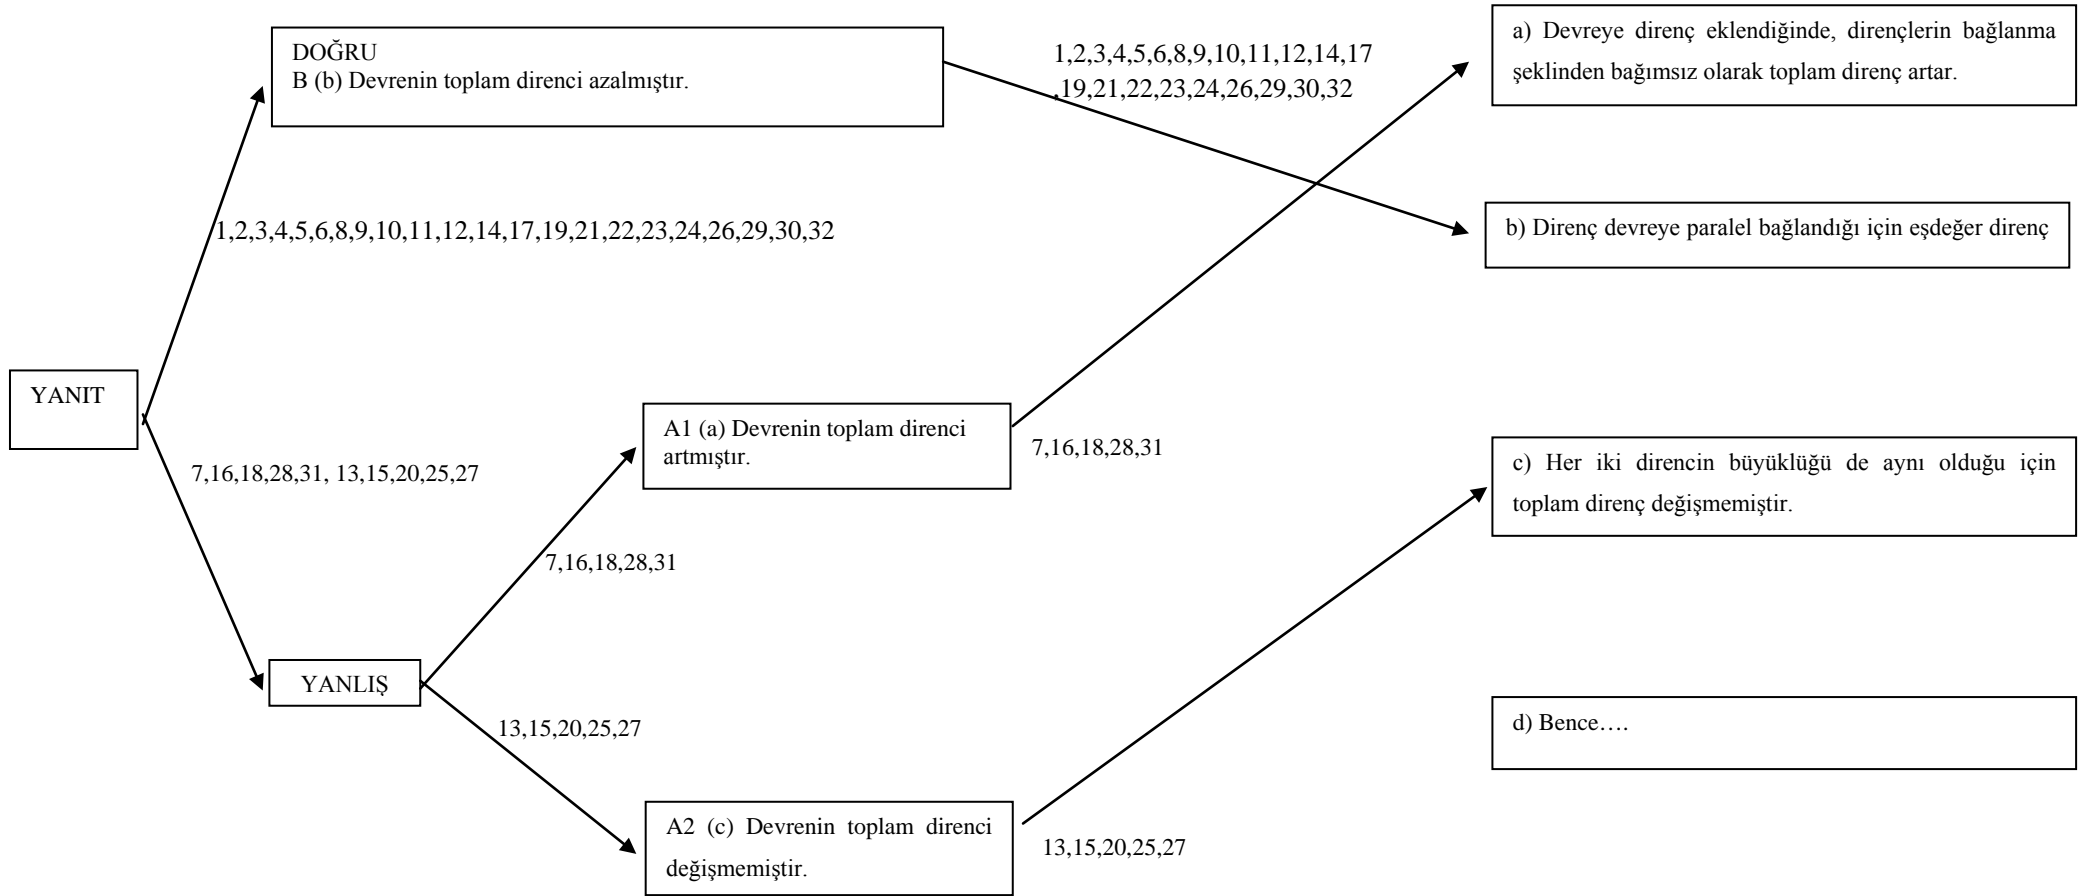 DOĞRU
B (b) Devrenin toplam direnci azalmıştır.
1,2,3,4,5,6,8,9,10,11,12,14,17
,19,21,22,23,24,26,29,30,32
a) Devreye direnç eklendiğinde, dirençlerin bağlanma
şeklinden bağımsız olarak toplam direnç artar.
1,2,3,4,5,6,8,9,10,11,12,14,17,19,21,22,23,24,26,29,30,32
b) Direnç devreye paralel bağlandığı için eşdeğer direnç
YANIT
7,16,18,28,31, 13,15,20,25,27
A1 (a) Devrenin toplam direnci
artmıştır.
7,16,18,28,31
c) Her iki direncin büyüklüğü de aynı olduğu için
toplam direnç değişmemiştir.
7,16,18,28,31
YANLIŞ
13,15,20,25,27
d) Bence….
A2 (c) Devrenin toplam direnci
değişmemiştir.
13,15,20,25,27